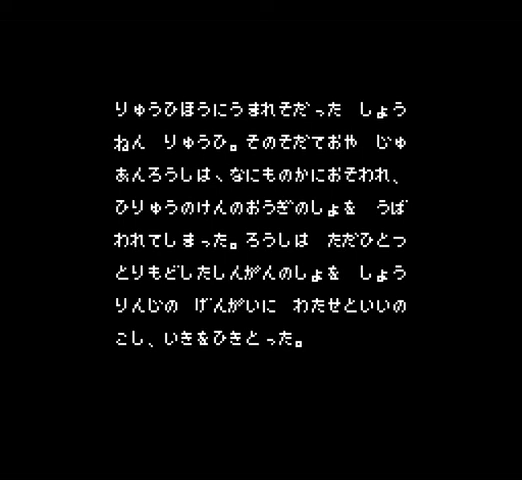 りゅうひほうにうまれそだった　しょう
ねん　りゅうひ。そのそだておや　じゅ
あんろうしは、なにものかにおそわれ、
ひりゅうのけんのおうぎのしょを　うば
われてしまった。ろうしは　ただひとつ
とりもどしたしんがんのしょを　しょう
りんじの　げんがいに　わたせといいの
こし、いきをひきとった。